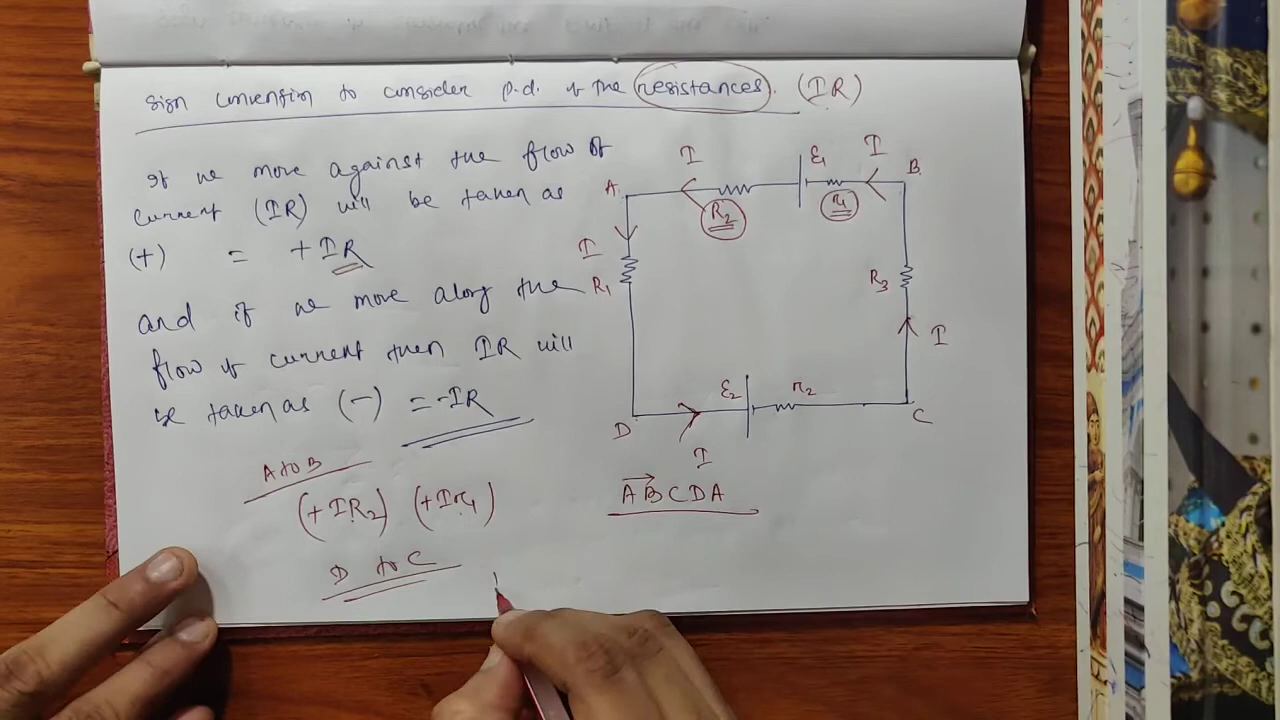 sign convention to consider p.d. of the resistances. (IR)
If we move against the flow of
current (IR) will be taken as
(+) = +IR
and if we move along the
flow of current then IR will
be taken as (-) = -IR
A to B
(+IR₂) (+Ir₁)
D to C
I
ε₁
I
B
A
R₂
r₁
I
R₁
R₃
I
ε₂
r₂
D
C
I
ABCDA